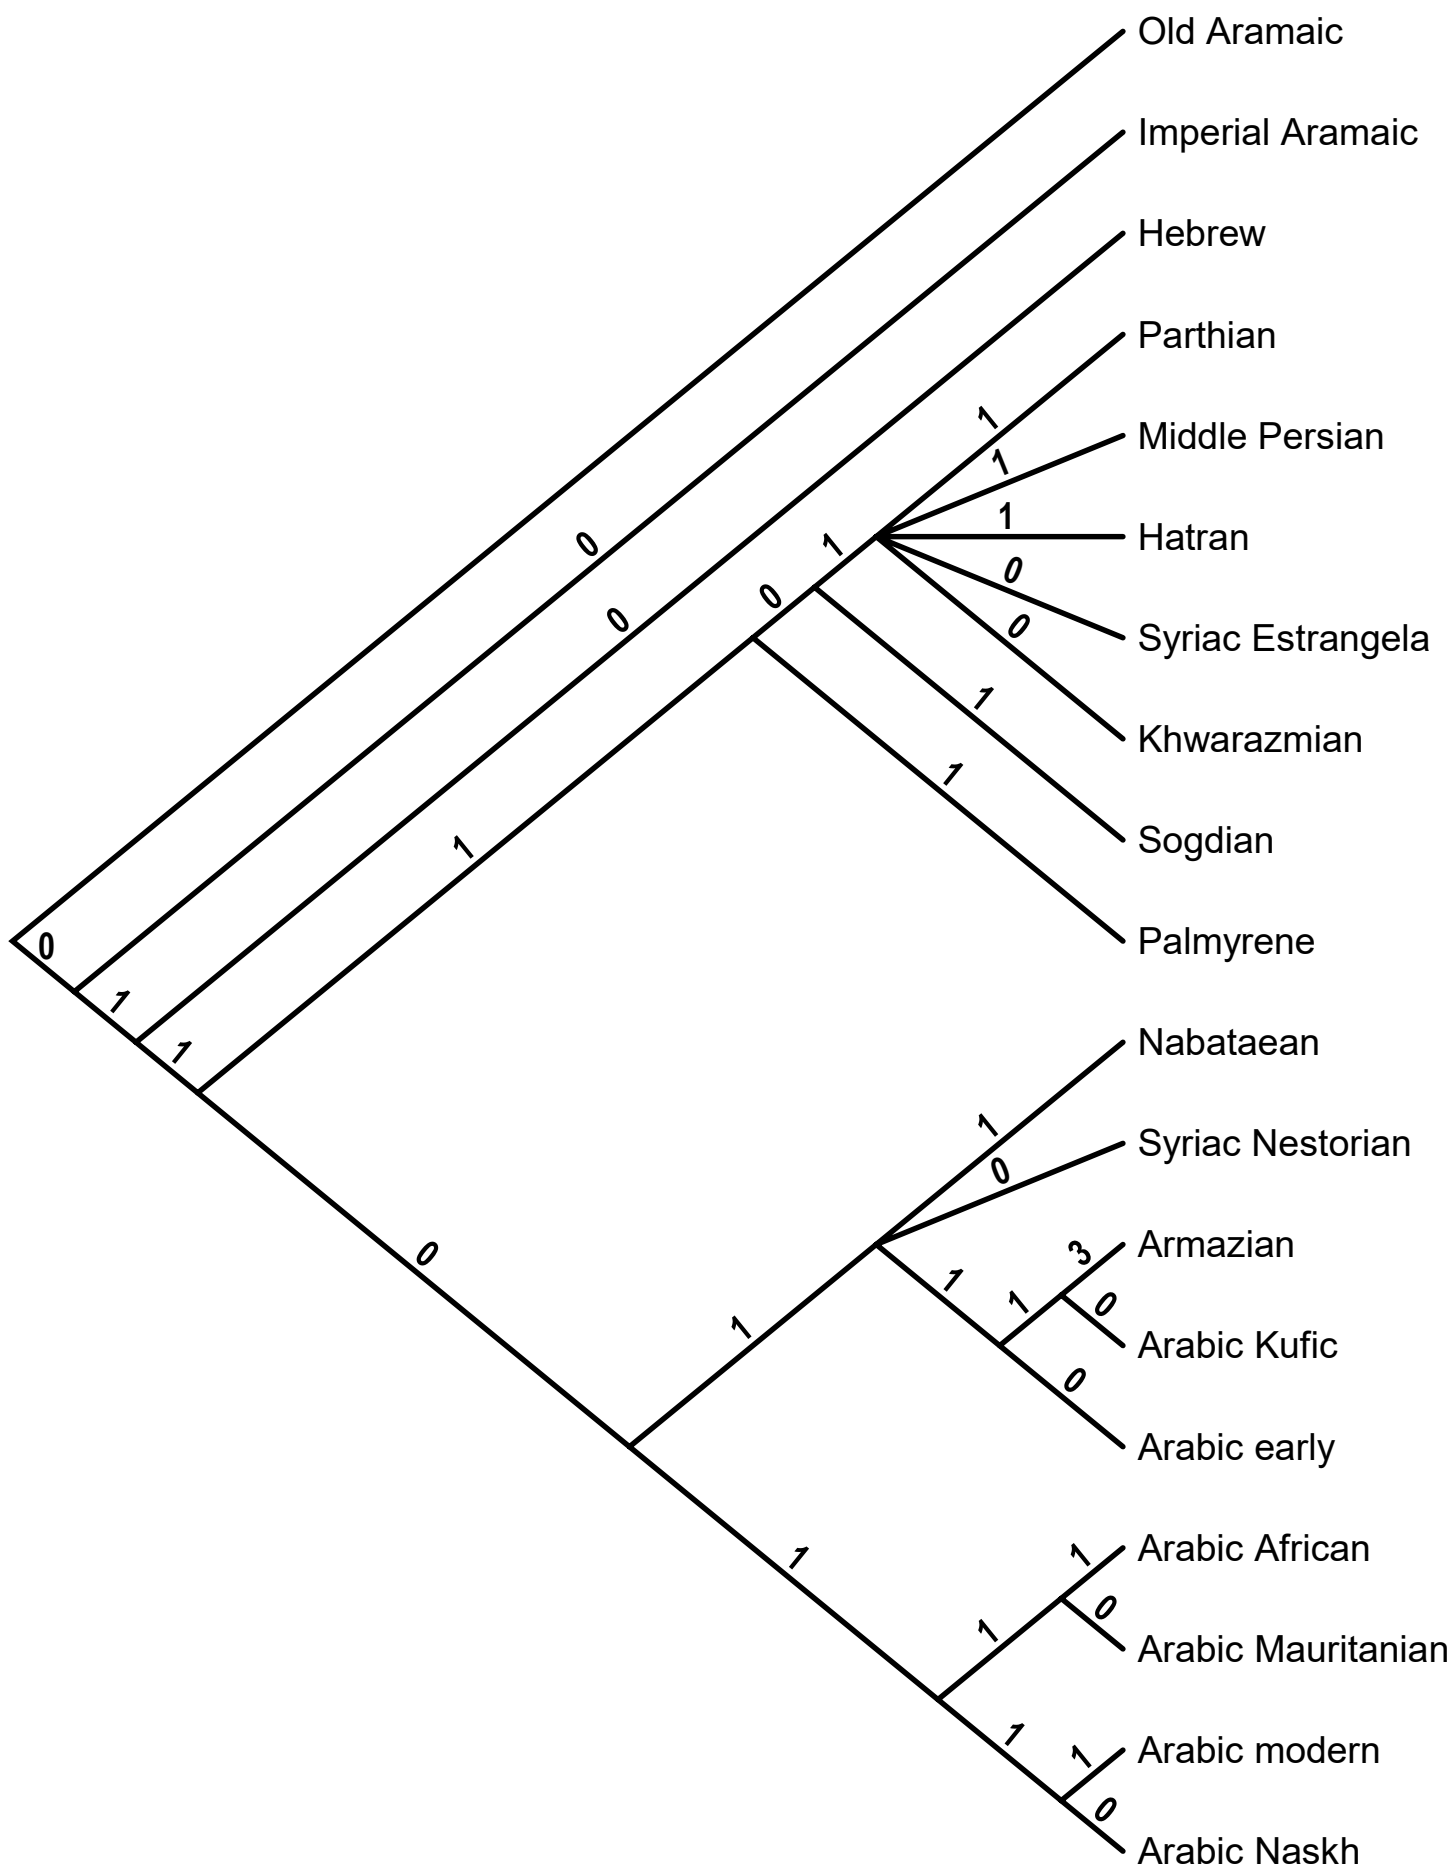 Old Aramaic
Imperial Aramaic
Hebrew
Parthian
1
Middle Persian
1
1
Hatran
0
1
0
Syriac Estrangela
0
0
0
1
Khwarazmian
1
Sogdian
1
Palmyrene
0
1
1
Nabataean
1
Syriac Nestorian
0
Armazian
3
0
1
1
0
Arabic Kufic
1
0
Arabic early
Arabic African
1
1
0
1
Arabic Mauritanian
1
Arabic modern
1
0
Arabic Naskh